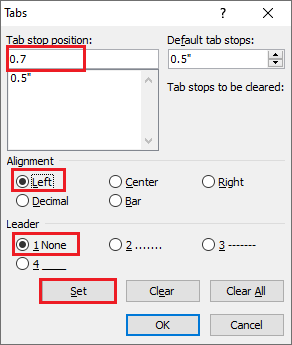 Tabs ? ×
Tab stop position: Default tab stops:
0.7 0.5"
0.5" Tab stops to be cleared:
Alignment
Left Center Right
Decimal Bar
Leader
1 None 2 ....... 3 -------
4 ____
Set Clear Clear All
OK Cancel